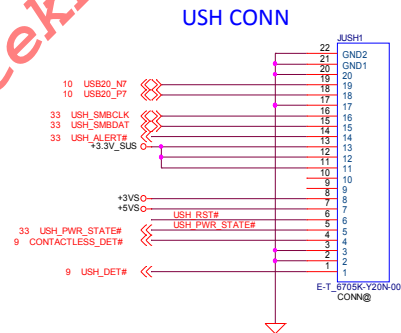 USH CONN
JUSH1
22 GND2
21 GND1
20 20
10 USB20_N7 19 19
10 USB20_P7 18 18
17 17
33 USH_SMBCLK 16 16
33 USH_SMBDAT 15 15
33 USH_ALERT# 14 14
+3.3V_SUS 13 13
12 12
11 11
10 10
9 9
+3VS 8 8
+5VS 7 7
USH_RST# 6 6
33 USH_PWR_STATE# USH_PWR_STATE# 5 5
9 CONTACTLESS_DET# 4 4
3 3
2 2
9 USH_DET# 1 1
E-T_6705K-Y20N-00
CONN@